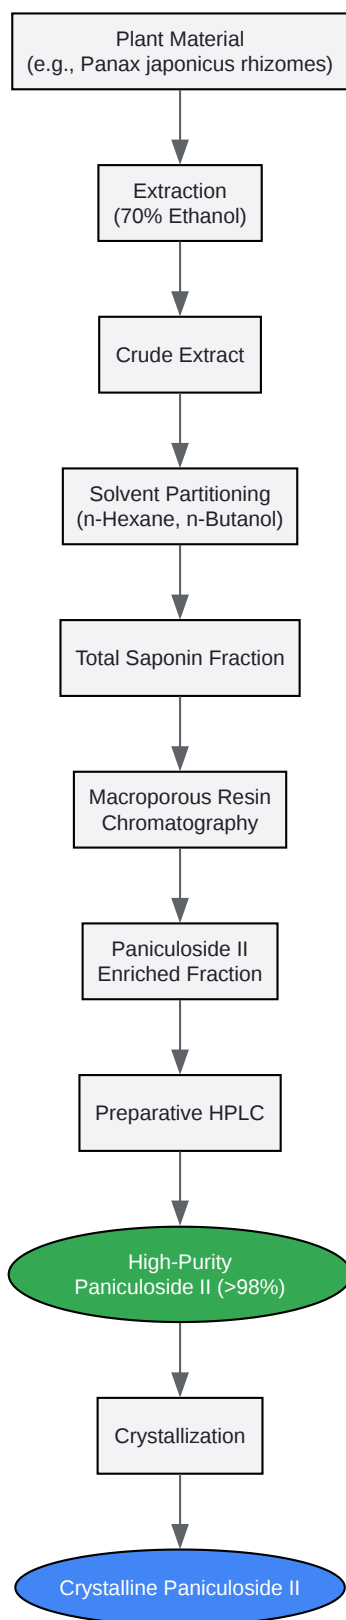 Plant Material
(e.g., Panax japonicus rhizomes)
Extraction
(70% Ethanol)
Crude Extract
Solvent Partitioning
(n-Hexane, n-Butanol)
Total Saponin Fraction
Macroporous Resin
Chromatography
Paniculoside II
Enriched Fraction
Preparative HPLC
High-Purity
Paniculoside II (>98%)
Crystallization
Crystalline Paniculoside II